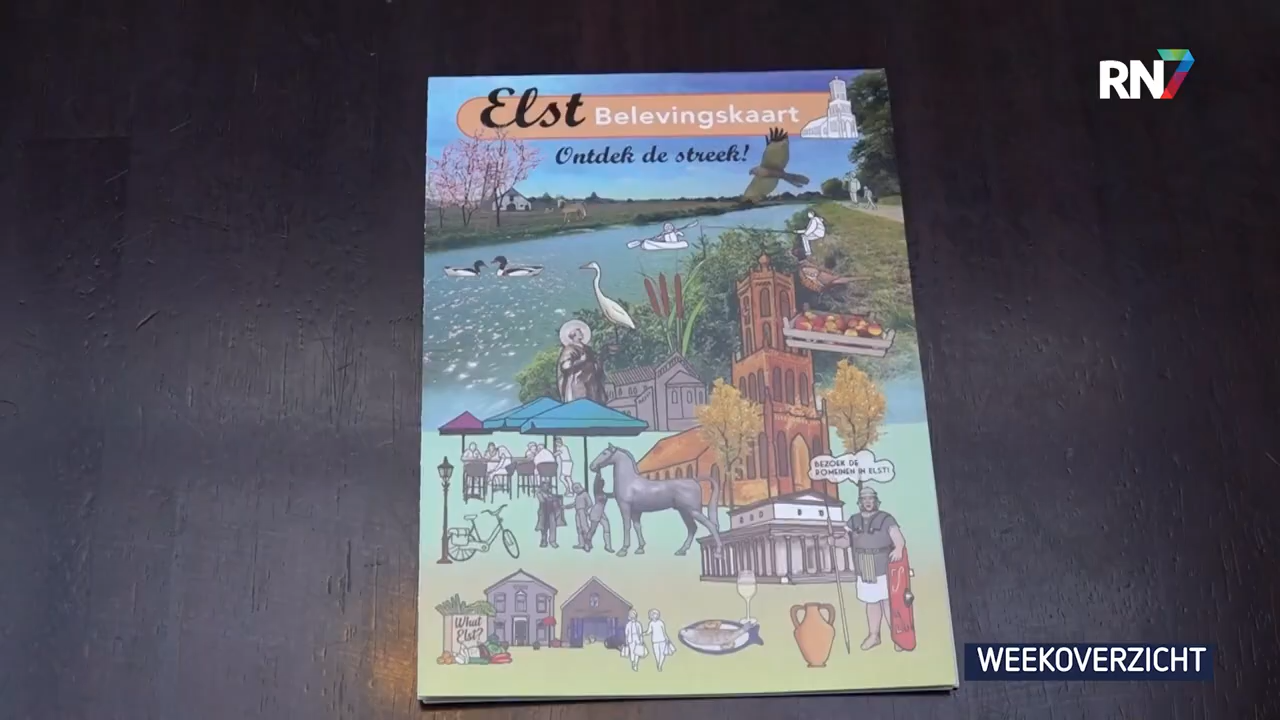 RN7
Elst Belevingskaart
Ontdek de streek!
BEZOEK DE
ROMEINEN IN ELST!
What
Elst?
WEEKOVERZICHT